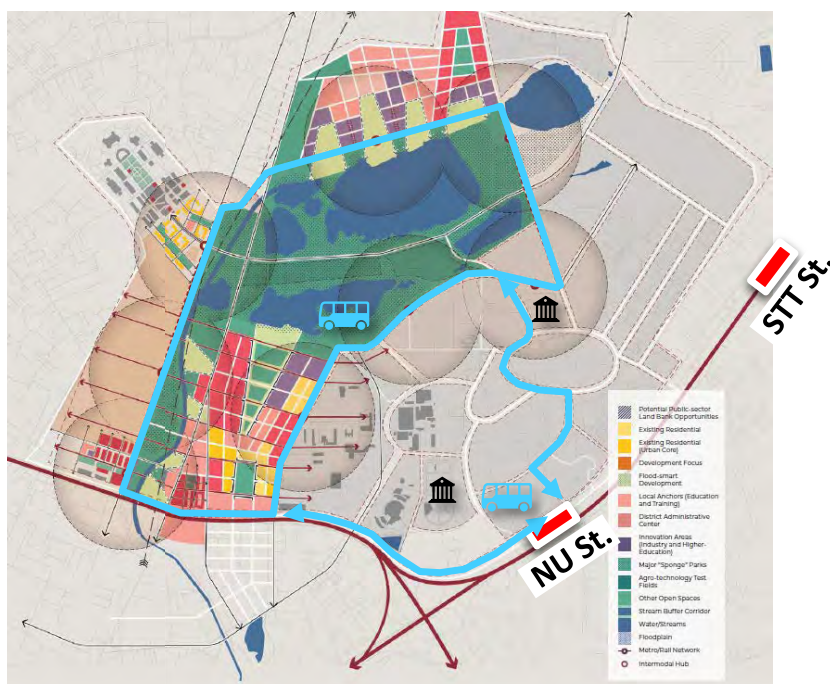 STT St.
NU St.
Potential Public-sector
Land Bank Opportunities
Existing Residential
Existing Residential
(Urban Core)
Development Focus
Flood-smart
Development
Local Anchors (Education
and Training)
District Administrative
Center
Innovation Areas
(Industry and Higher-
Education)
Major "Sponge" Parks
Agro-technology Test
Fields
Other Open Spaces
Stream Buffer Corridor
Water/Streams
Floodplain
Metro/Rail Network
Intermodal Hub